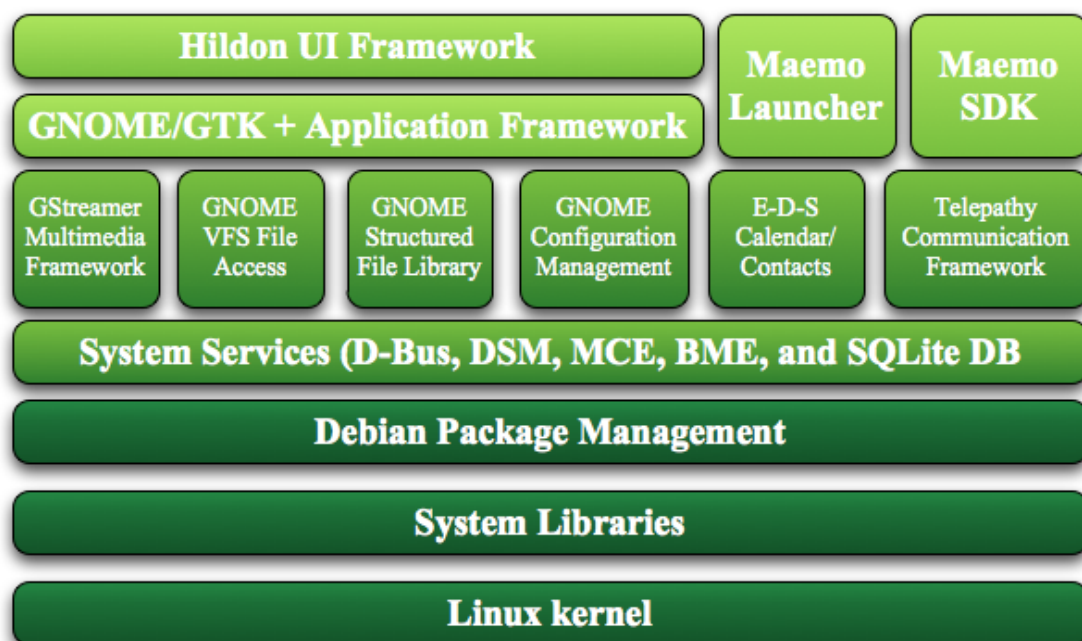 Hildon UI Framework
GNOME/GTK + Application Framework
Maemo
Launcher
Maemo
SDK
GStreamer
Multimedia
Framework
GNOME
VFS File
Access
GNOME
Structured
File Library
GNOME
Configuration
Management
E-D-S
Calendar/
Contacts
Telepathy
Communication
Framework
System Services (D-Bus, DSM, MCE, BME, and SQLite DB
Debian Package Management
System Libraries
Linux kernel